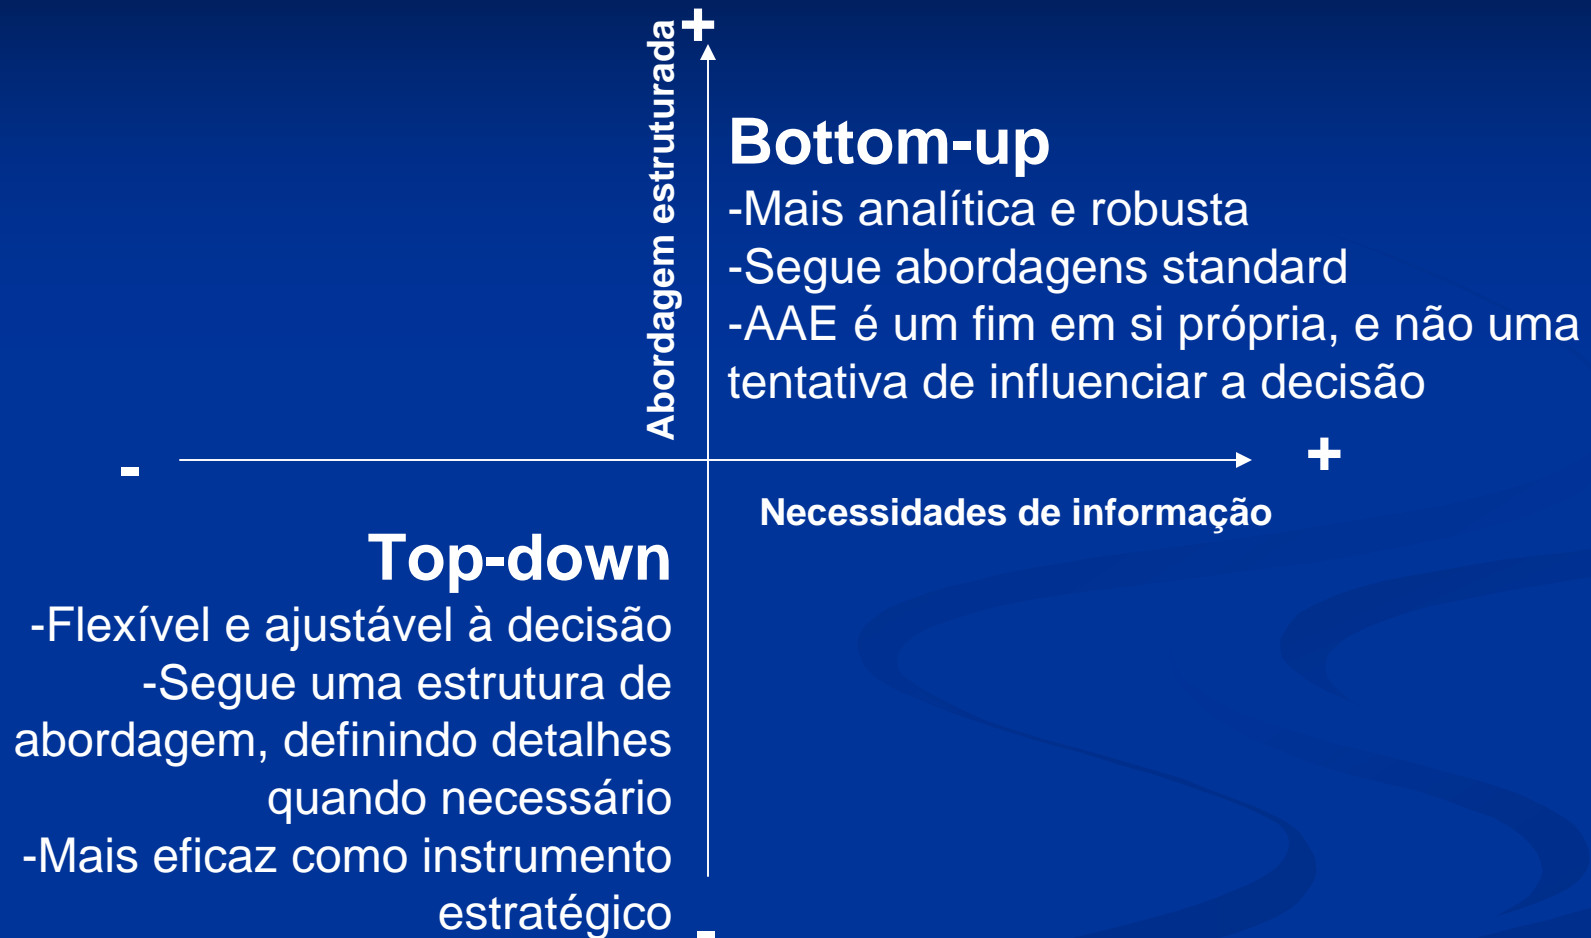 +
Abordagem estruturada
Bottom-up
-Mais analítica e robusta
-Segue abordagens standard
-AAE é um fim em si própria, e não uma
tentativa de influenciar a decisão
-
+
Necessidades de informação
Top-down
-Flexível e ajustável à decisão
-Segue uma estrutura de
abordagem, definindo detalhes
quando necessário
-Mais eficaz como instrumento
estratégico
-